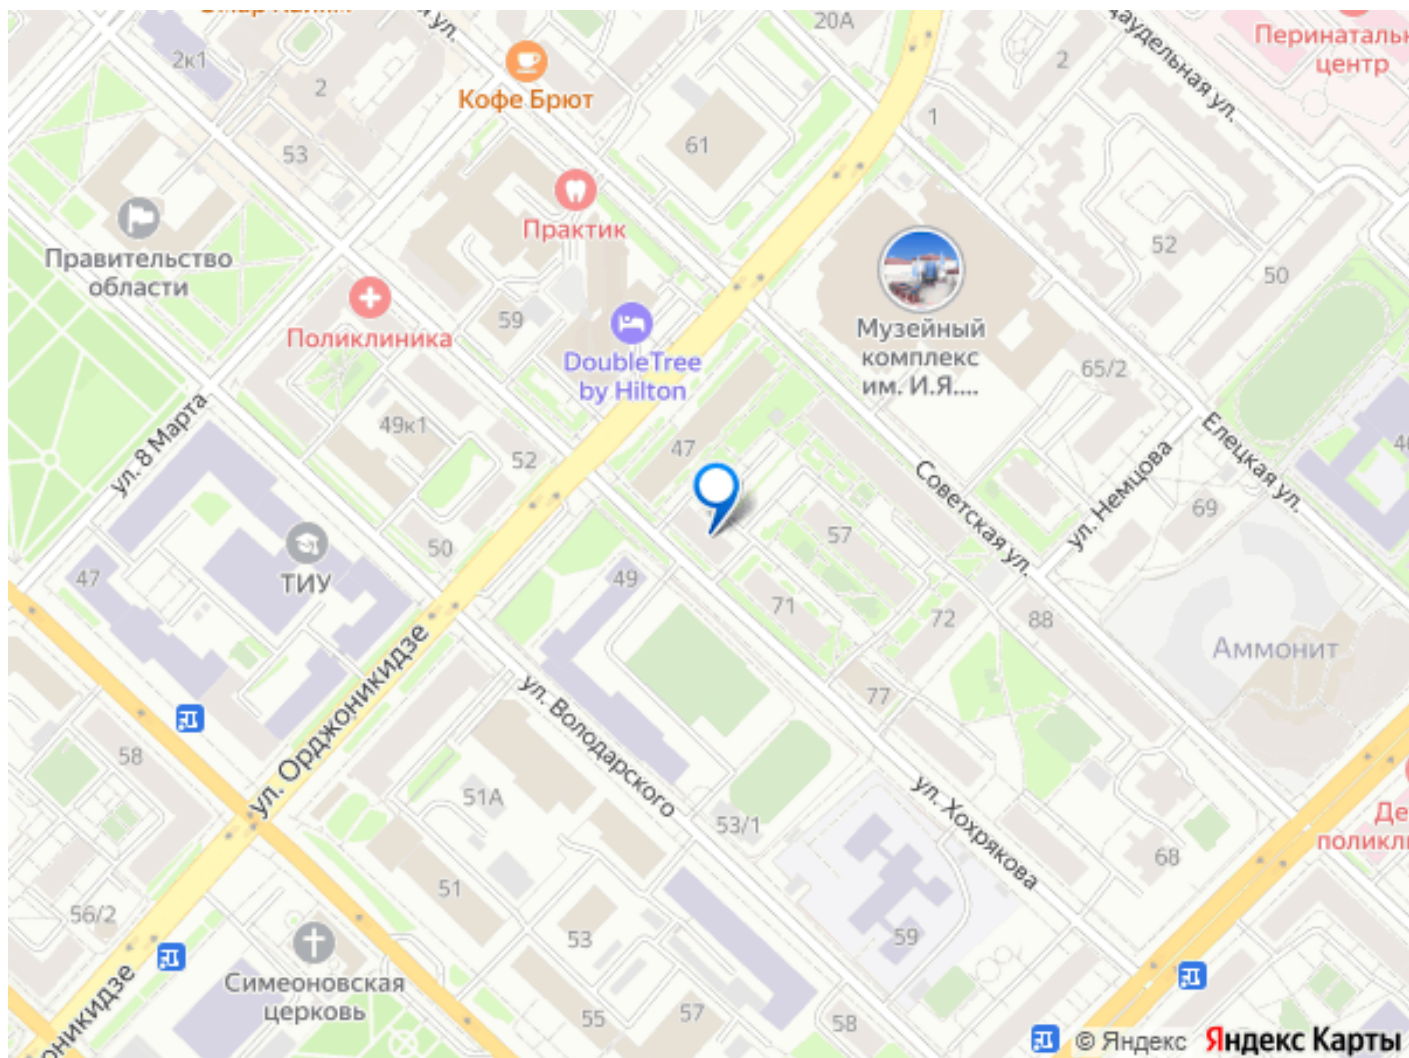 20А
2к1
2
Кофе Брют
Перинатальн
центр
2
1
61
53
Практик
Правительство
области
52
50
59
Поликлиника
DoubleTree
by Hilton
Музейный
комплекс
им. И.Я....
65/2
ул. 8 Марта
49к1
52
47
Советская ул.
ул. Немцова
Елецкая ул.
69
57
50
ТИУ
47
49
71
72
88
Аммонит
77
ул. Орджоникидзе
ул. Володарского
58
51А
53/1
ул. Хохрякова
68
Де
поликл
51
56/2
53
59
Симеоновская
церковь
55
57
58
© Яндекс Яндекс Карты